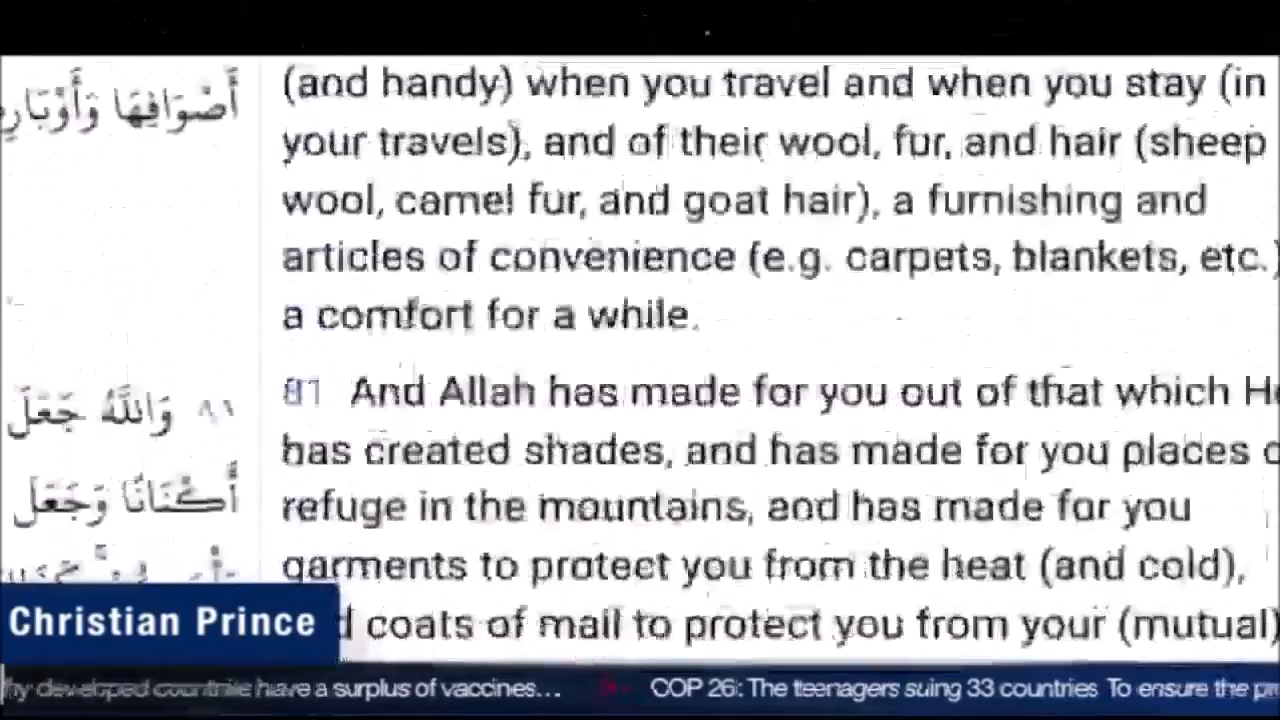 (and handy) when you travel and when you stay (in
your travels), and of their wool, fur, and hair (sheep
wool, camel fur, and goat hair), a furnishing and
articles of convenience (e.g. carpets, blankets, etc.)
a comfort for a while.
81 And Allah has made for you out of that which He
has created shades, and has made for you places
refuge in the mountains, and has made for you
garments to protect you from the heat (and cold),
coats of mail to protect you from your (mutual)
أَصْوَافِهَا
٨١ وَاللَّهُ جَعَلَ
أَكْنَانًا وَجَعَلَ
Christian Prince
developed countries have a surplus of vaccines... COP 26: The teenagers suing 33 countries To ensure the